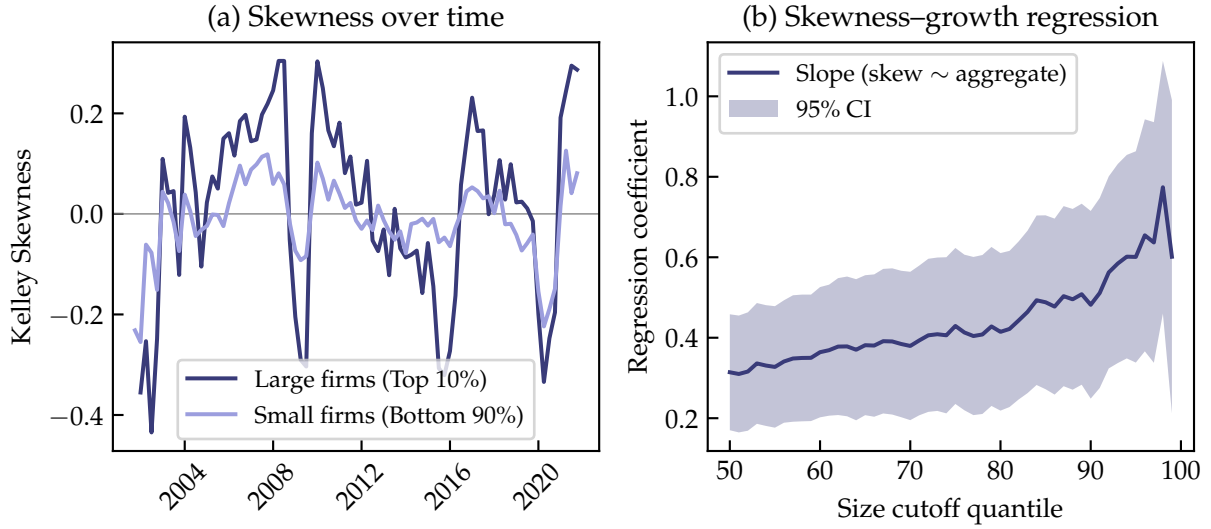 (a) Skewness over time
Kelley Skewness
0.2
0.0
−0.2
−0.4
Large firms (Top 10%)
Small firms (Bottom 90%)
2004
2008
2012
2016
2020
(b) Skewness–growth regression
Regression coefficient
1.0
0.8
0.6
0.4
0.2
Slope (skew ∼ aggregate)
95% CI
50
60
70
80
90
100
Size cutoff quantile